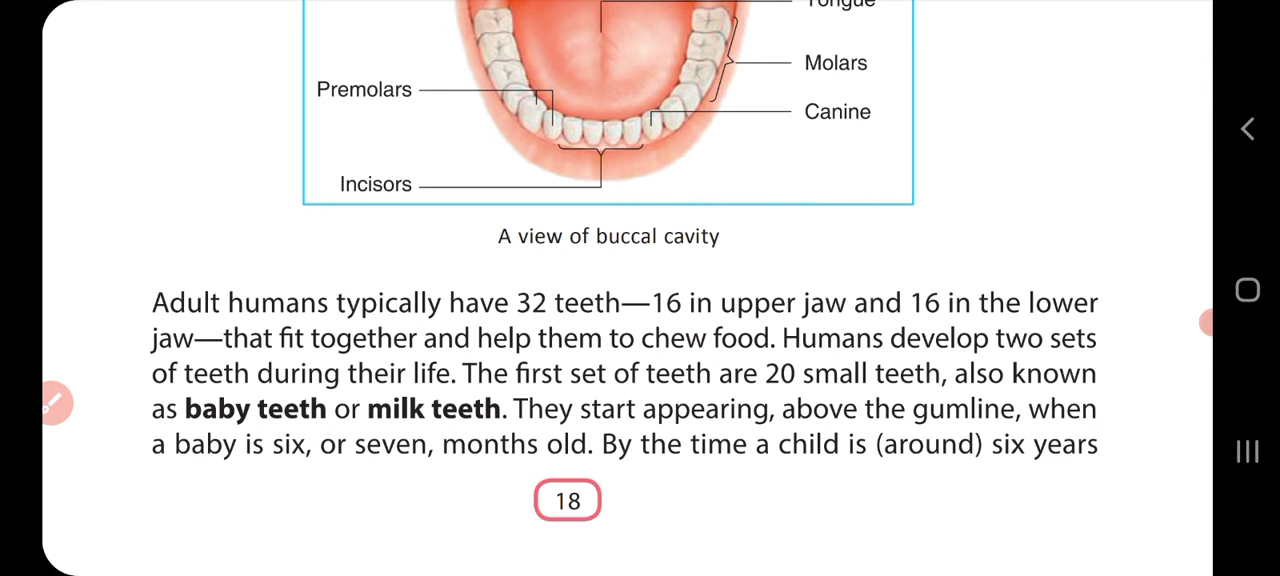 Tongue
Molars
Premolars
Canine
Incisors
A view of buccal cavity
Adult humans typically have 32 teeth—16 in upper jaw and 16 in the lower
jaw—that fit together and help them to chew food. Humans develop two sets
of teeth during their life. The first set of teeth are 20 small teeth, also known
as baby teeth or milk teeth. They start appearing, above the gumline, when
a baby is six, or seven, months old. By the time a child is (around) six years
18